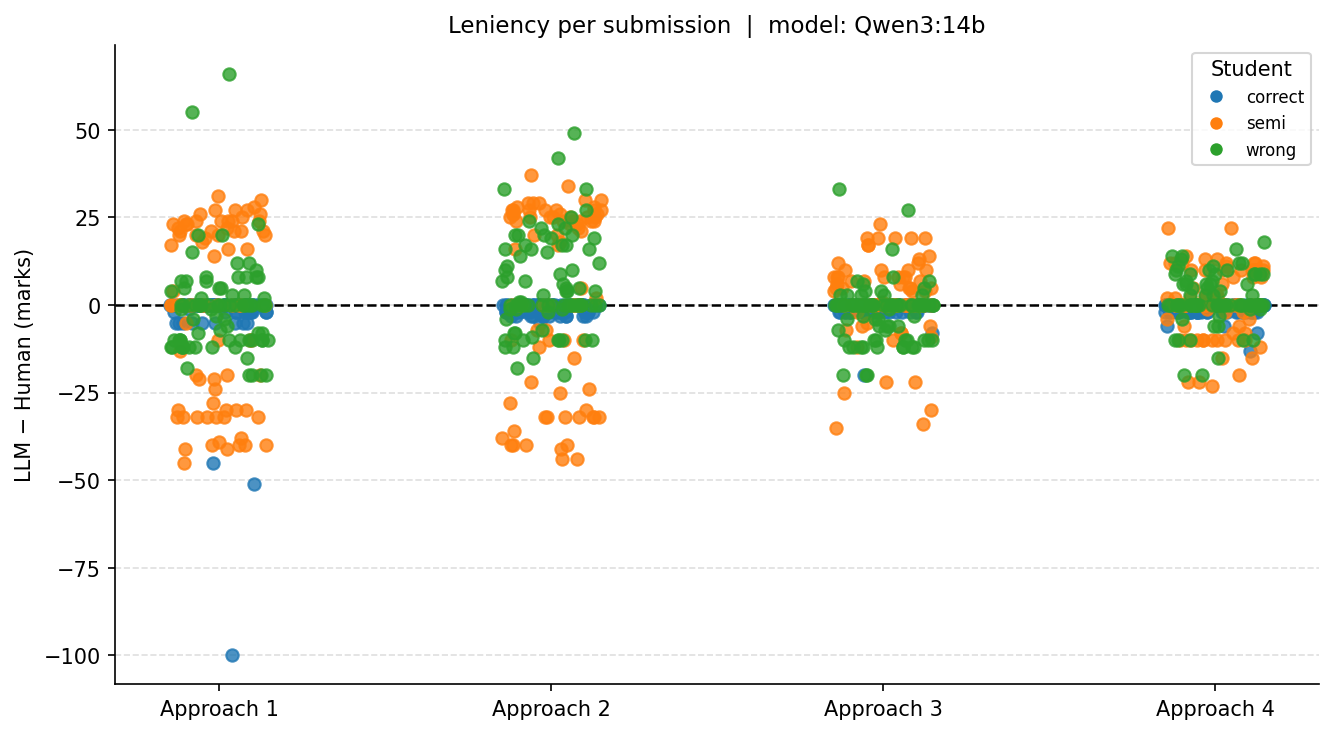 Leniency per submission | model: Qwen3:14b
Student
correct
semi
wrong
LLM − Human (marks)
50
25
0
−25
−50
−75
−100
Approach 1
Approach 2
Approach 3
Approach 4